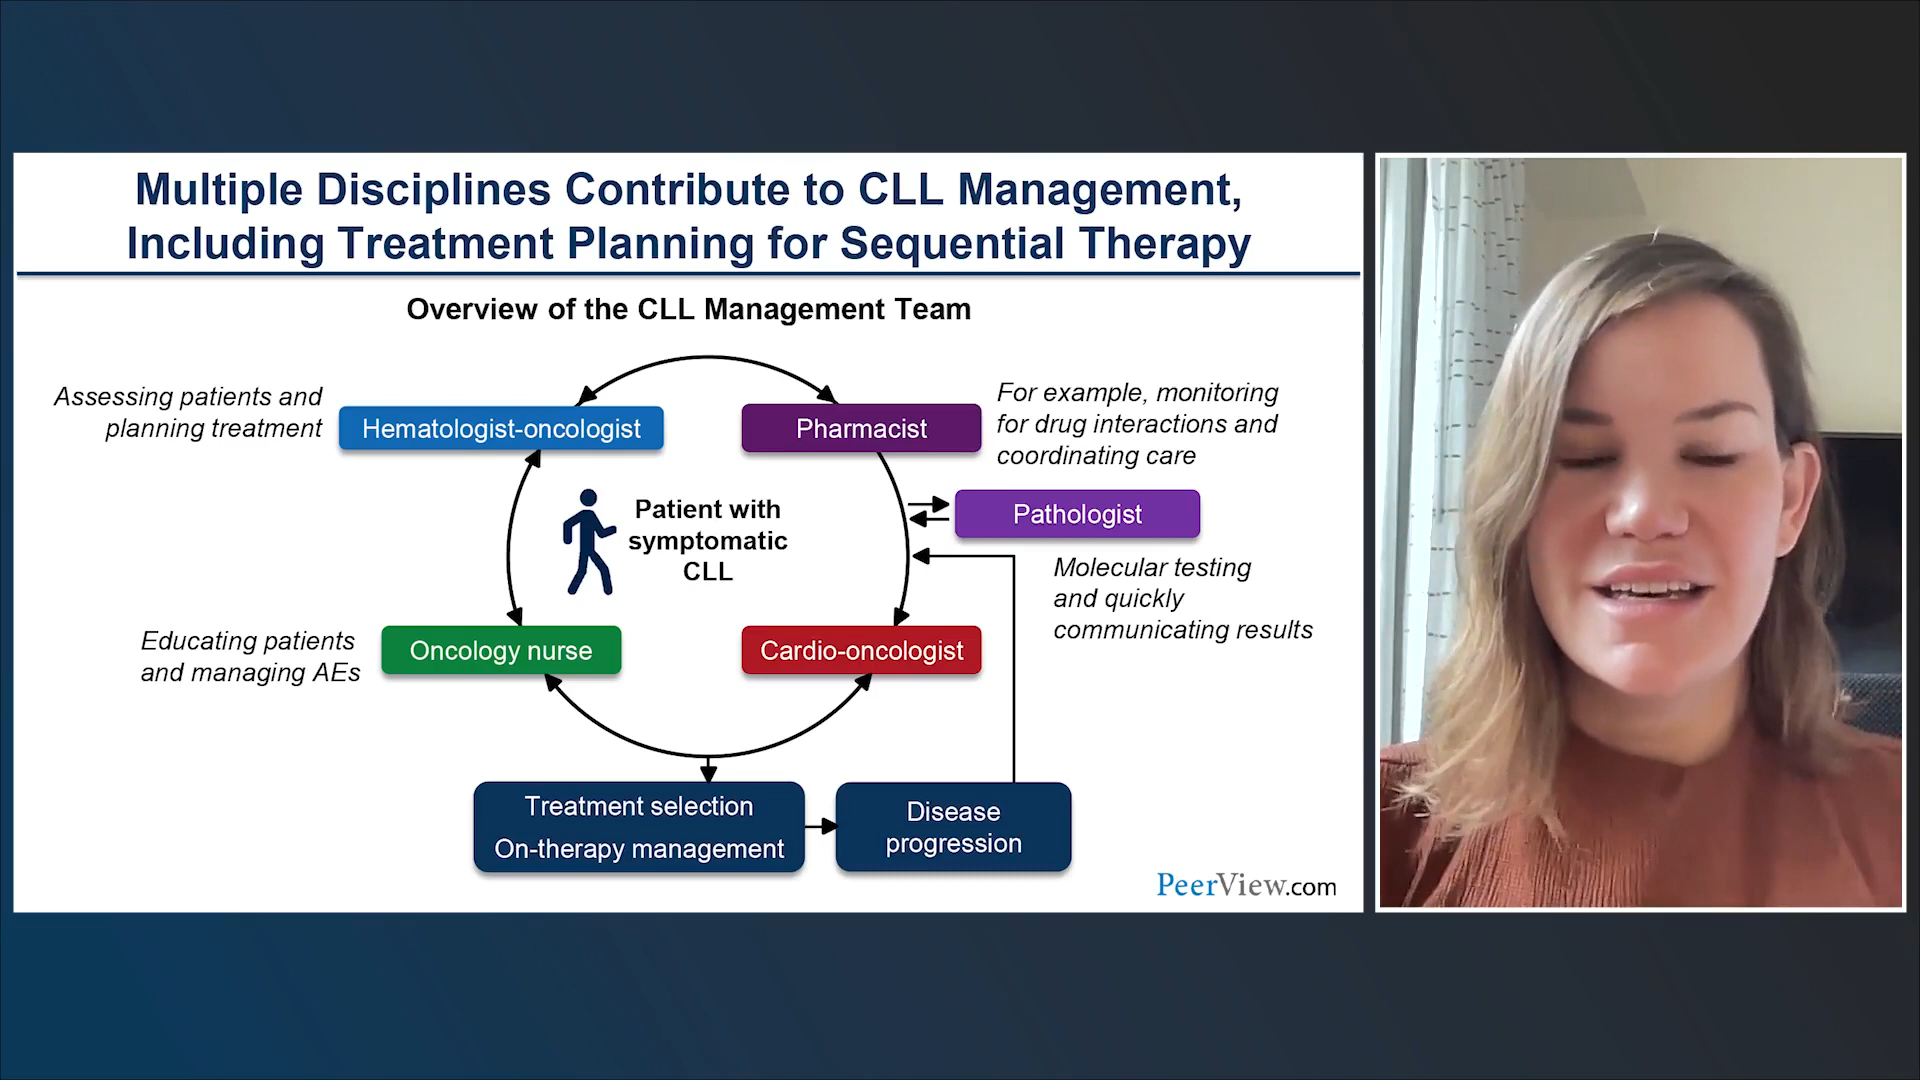 Multiple Disciplines Contribute to CLL Management,
Including Treatment Planning for Sequential Therapy
Overview of the CLL Management Team
Assessing patients and
planning treatment
Hematologist-oncologist
Pharmacist
For example, monitoring
for drug interactions and
coordinating care
Patient with
symptomatic
CLL
Pathologist
Molecular testing
and quickly
communicating results
Educating patients
and managing AEs
Oncology nurse
Cardio-oncologist
Treatment selection
On-therapy management
Disease
progression
PeerView.com